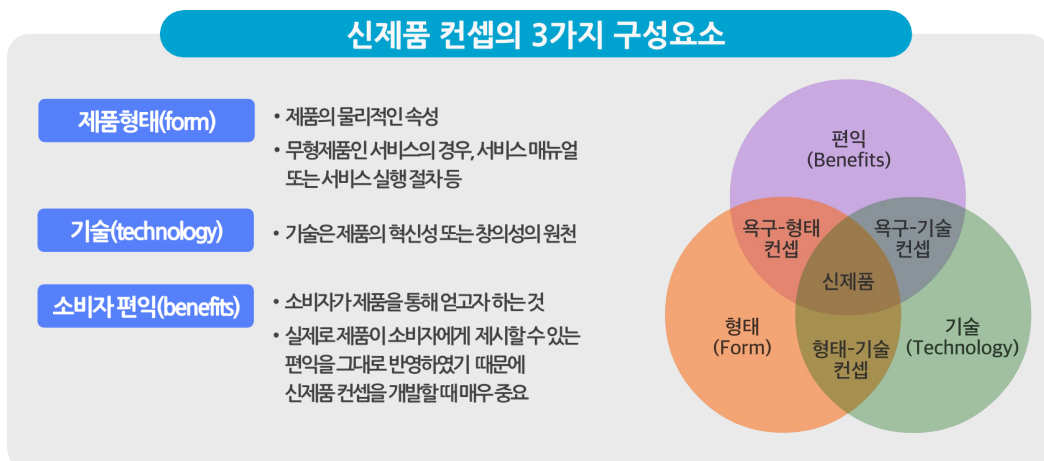 신제품 컨셉의 3가지 구성요소
제품형태(form)
• 제품의 물리적인 속성
• 무형제품인 서비스의 경우, 서비스 매뉴얼
또는 서비스 실행 절차 등
기술(technology)
• 기술은 제품의 혁신성 또는 창의성의 원천
소비자 편익(benefits)
• 소비자가 제품을 통해 얻고자 하는 것
• 실제로 제품이 소비자에게 제시할 수 있는
편익을 그대로 반영하였기 때문에
신제품 컨셉을 개발할 때 매우 중요
편익
(Benefits)
욕구-형태
컨셉
욕구-기술
컨셉
신제품
형태
(Form)
형태-기술
컨셉
기술
(Technology)